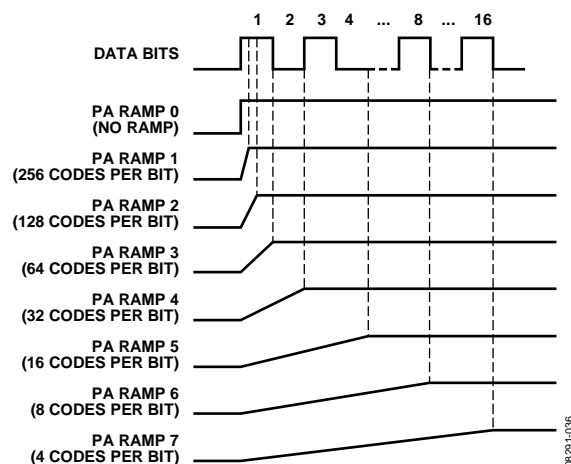 1 2 3 4 ... 8 ... 16
DATA BITS
PA RAMP 0
(NO RAMP)
PA RAMP 1
(256 CODES PER BIT)
PA RAMP 2
(128 CODES PER BIT)
PA RAMP 3
(64 CODES PER BIT)
PA RAMP 4
(32 CODES PER BIT)
PA RAMP 5
(16 CODES PER BIT)
PA RAMP 6
(8 CODES PER BIT)
PA RAMP 7
(4 CODES PER BIT)
08291-036